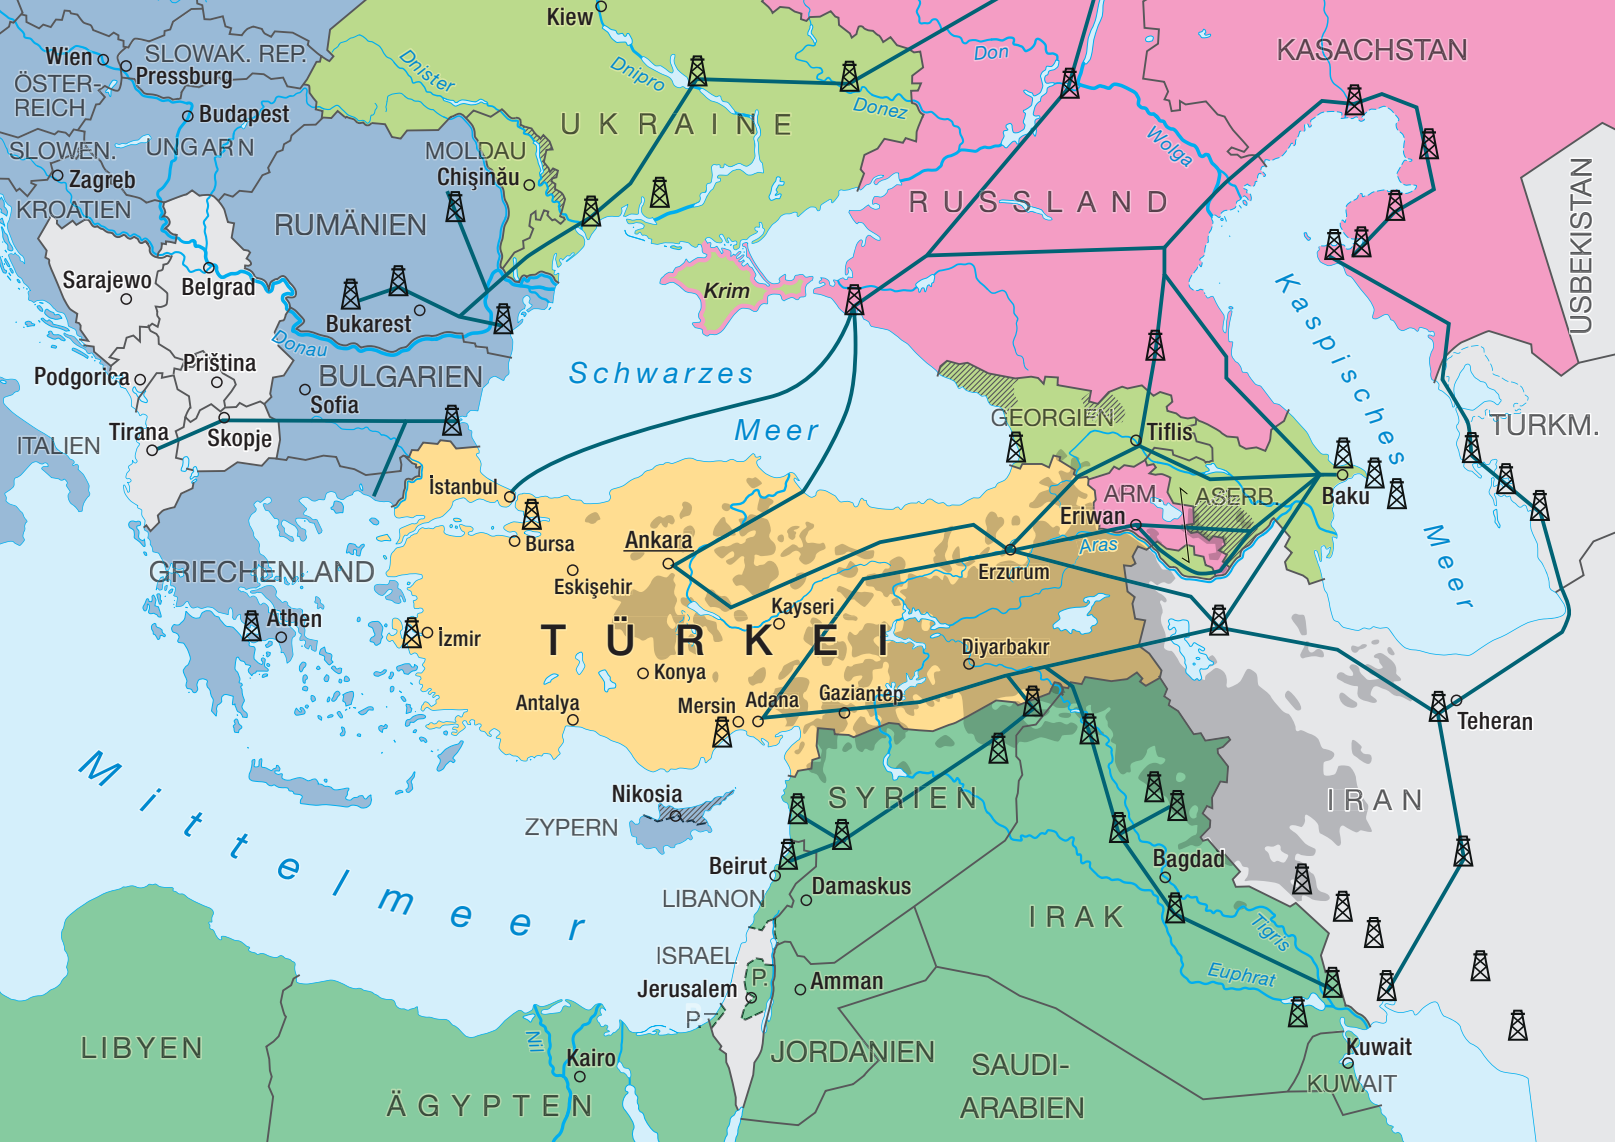 Kiew
Wien
SLOWAK. REP.
Pressburg
ÖSTER-
REICH
Budapest
SLOWEN.
UNGARN
Zagreb
KROATIEN
Dnister
Dnipro
Donez
Don
Wolga
UKRAINE
MOLDAU
Chişinău
KASACHSTAN
USBEKISTAN
RUSSLAND
RUMÄNIEN
Sarajewo
Belgrad
Bukarest
Donau
Krim
Kaspisches
Meer
Priština
Podgorica
BULGARIEN
Sofia
Schwarzes
Meer
Tirana
Skopje
ITALIEN
GEORGIEN
Tiflis
TURKM.
İstanbul
Bursa
Eskişehir
Ankara
ARM.
Eriwan
ASERB.
Baku
Aras
Erzurum
Kayseri
GRIECHENLAND
Athen
İzmir
TÜRKEI
Konya
Diyarbakır
Antalya
Mersin
Adana
Gaziantep
Teheran
Mittelmeer
Nikosia
ZYPERN
SYRIEN
IRAN
Beirut
LIBANON
Damaskus
Bagdad
IRAK
Tigris
Euphrat
ISRAEL
P.
Jerusalem
P.
Amman
LIBYEN
Nil
Kairo
ÄGYPTEN
JORDANIEN
SAUDI-
ARABIEN
Kuwait
KUWAIT